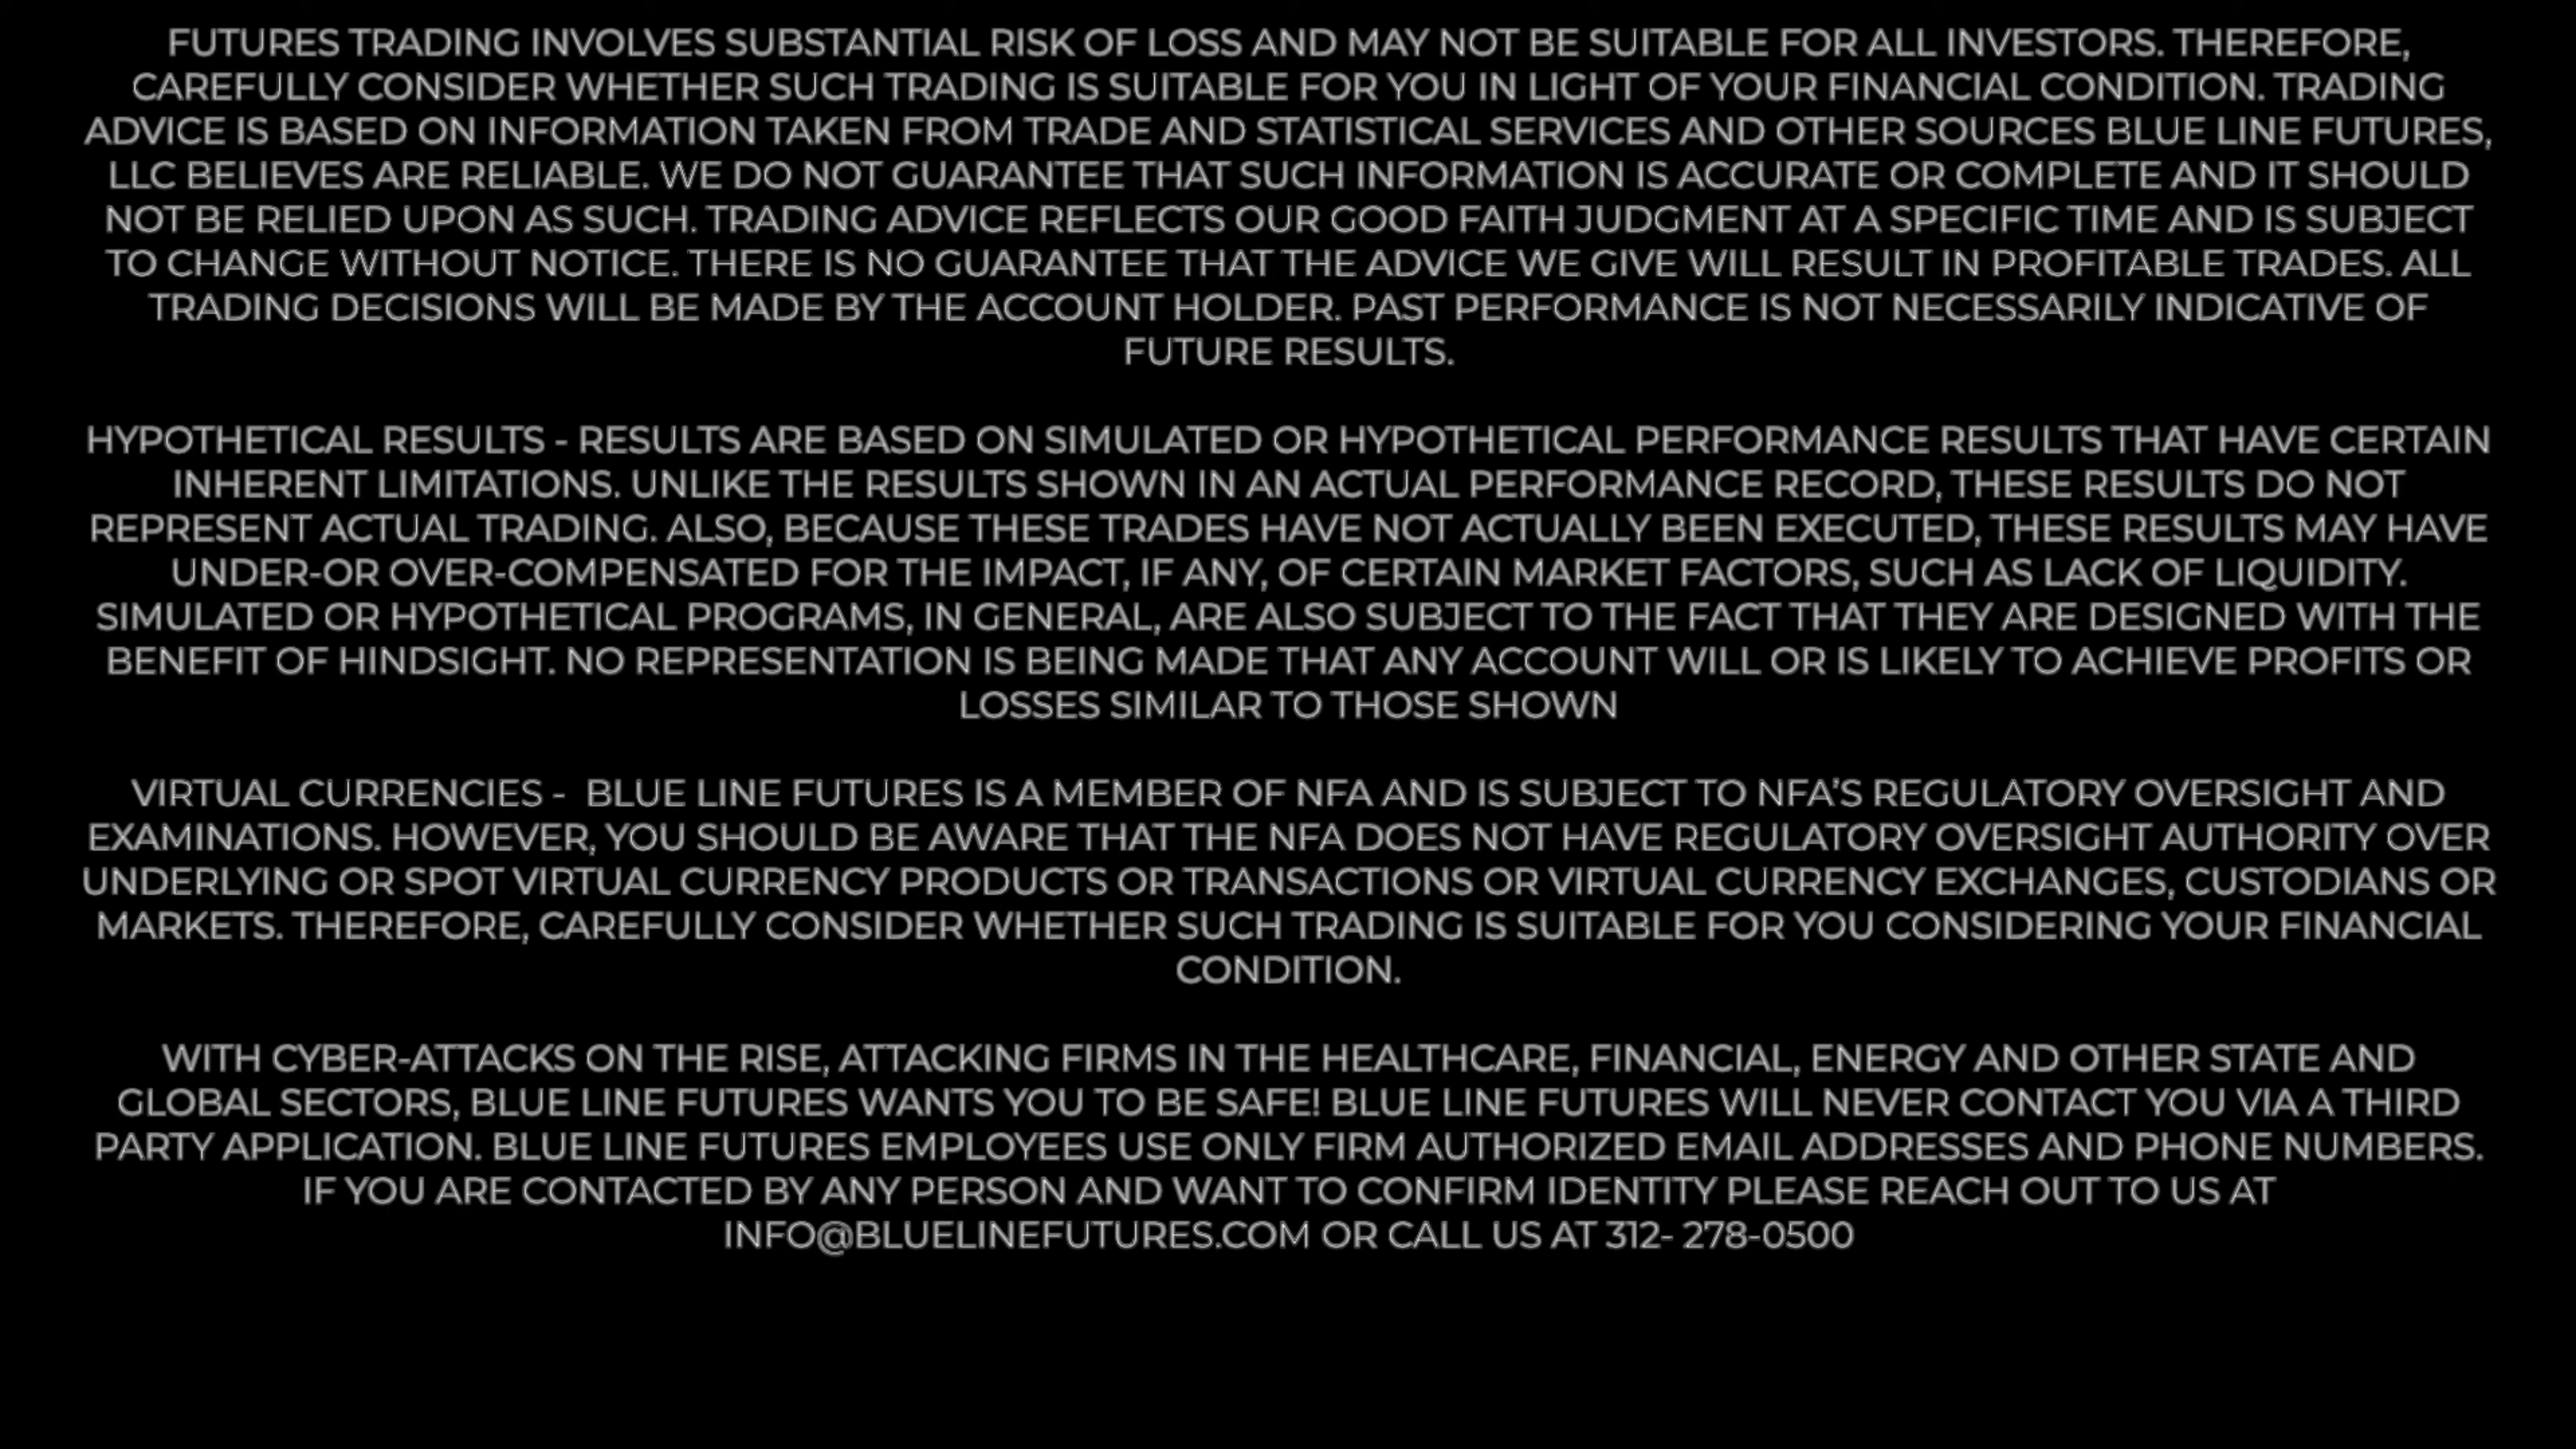 FUTURES TRADING INVOLVES SUBSTANTIAL RISK OF LOSS AND MAY NOT BE SUITABLE FOR ALL INVESTORS. THEREFORE,
CAREFULLY CONSIDER WHETHER SUCH TRADING IS SUITABLE FOR YOU IN LIGHT OF YOUR FINANCIAL CONDITION. TRADING
ADVICE IS BASED ON INFORMATION TAKEN FROM TRADE AND STATISTICAL SERVICES AND OTHER SOURCES BLUE LINE FUTURES,
LLC BELIEVES ARE RELIABLE. WE DO NOT GUARANTEE THAT SUCH INFORMATION IS ACCURATE OR COMPLETE AND IT SHOULD
NOT BE RELIED UPON AS SUCH. TRADING ADVICE REFLECTS OUR GOOD FAITH JUDGMENT AT A SPECIFIC TIME AND IS SUBJECT
TO CHANGE WITHOUT NOTICE. THERE IS NO GUARANTEE THAT THE ADVICE WE GIVE WILL RESULT IN PROFITABLE TRADES. ALL
TRADING DECISIONS WILL BE MADE BY THE ACCOUNT HOLDER. PAST PERFORMANCE IS NOT NECESSARILY INDICATIVE OF
FUTURE RESULTS.
HYPOTHETICAL RESULTS - RESULTS ARE BASED ON SIMULATED OR HYPOTHETICAL PERFORMANCE RESULTS THAT HAVE CERTAIN
INHERENT LIMITATIONS. UNLIKE THE RESULTS SHOWN IN AN ACTUAL PERFORMANCE RECORD, THESE RESULTS DO NOT
REPRESENT ACTUAL TRADING. ALSO, BECAUSE THESE TRADES HAVE NOT ACTUALLY BEEN EXECUTED, THESE RESULTS MAY HAVE
UNDER-OR OVER-COMPENSATED FOR THE IMPACT, IF ANY, OF CERTAIN MARKET FACTORS, SUCH AS LACK OF LIQUIDITY.
SIMULATED OR HYPOTHETICAL PROGRAMS, IN GENERAL, ARE ALSO SUBJECT TO THE FACT THAT THEY ARE DESIGNED WITH THE
BENEFIT OF HINDSIGHT. NO REPRESENTATION IS BEING MADE THAT ANY ACCOUNT WILL OR IS LIKELY TO ACHIEVE PROFITS OR
LOSSES SIMILAR TO THOSE SHOWN
VIRTUAL CURRENCIES -  BLUE LINE FUTURES IS A MEMBER OF NFA AND IS SUBJECT TO NFA'S REGULATORY OVERSIGHT AND
EXAMINATIONS. HOWEVER, YOU SHOULD BE AWARE THAT THE NFA DOES NOT HAVE REGULATORY OVERSIGHT AUTHORITY OVER
UNDERLYING OR SPOT VIRTUAL CURRENCY PRODUCTS OR TRANSACTIONS OR VIRTUAL CURRENCY EXCHANGES, CUSTODIANS OR
MARKETS. THEREFORE, CAREFULLY CONSIDER WHETHER SUCH TRADING IS SUITABLE FOR YOU CONSIDERING YOUR FINANCIAL
CONDITION.
WITH CYBER-ATTACKS ON THE RISE, ATTACKING FIRMS IN THE HEALTHCARE, FINANCIAL, ENERGY AND OTHER STATE AND
GLOBAL SECTORS, BLUE LINE FUTURES WANTS YOU TO BE SAFE! BLUE LINE FUTURES WILL NEVER CONTACT YOU VIA A THIRD
PARTY APPLICATION. BLUE LINE FUTURES EMPLOYEES USE ONLY FIRM AUTHORIZED EMAIL ADDRESSES AND PHONE NUMBERS.
IF YOU ARE CONTACTED BY ANY PERSON AND WANT TO CONFIRM IDENTITY PLEASE REACH OUT TO US AT
INFO@BLUELINEFUTURES.COM OR CALL US AT 312- 278-0500